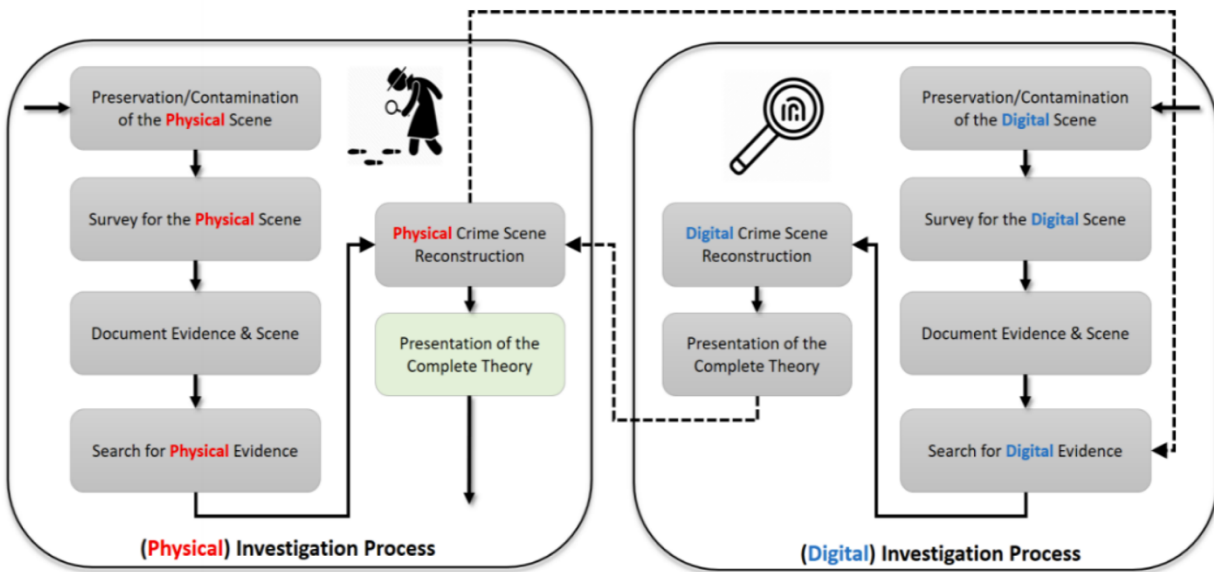 Preservation/Contamination
of the Physical Scene
Survey for the Physical Scene
Document Evidence & Scene
Search for Physical Evidence
Physical Crime Scene
Reconstruction
Presentation of the
Complete Theory
(Physical) Investigation Process
Digital Crime Scene
Reconstruction
Presentation of the
Complete Theory
Preservation/Contamination
of the Digital Scene
Survey for the Digital Scene
Document Evidence & Scene
Search for Digital Evidence
(Digital) Investigation Process